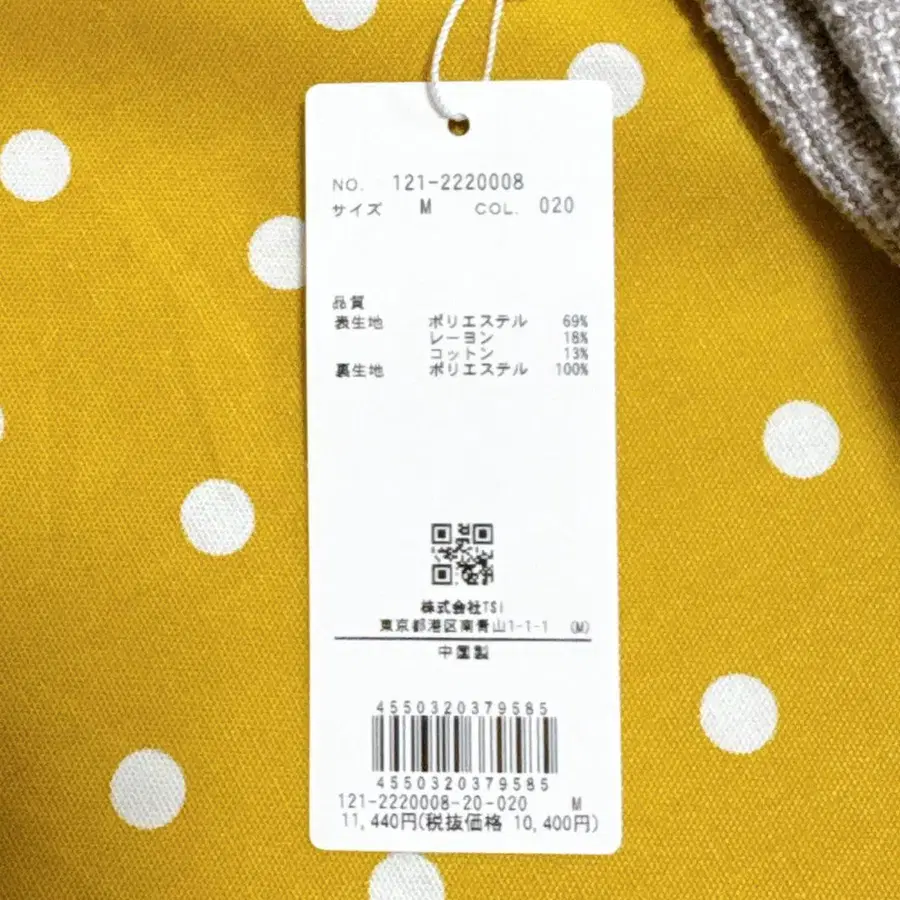 NO. 121-2220008
サイズ M COL. 020
品質
表生地 ポリエステル 69%
レーヨン 18%
コットン 13%
裏生地 ポリエステル 100%
株式会社TSI
東京都港区南青山1-1-1 (M)
中国製
4550320379585
4550320379585
121-2220008-20-020 M
11,440円(税抜価格 10,400円)